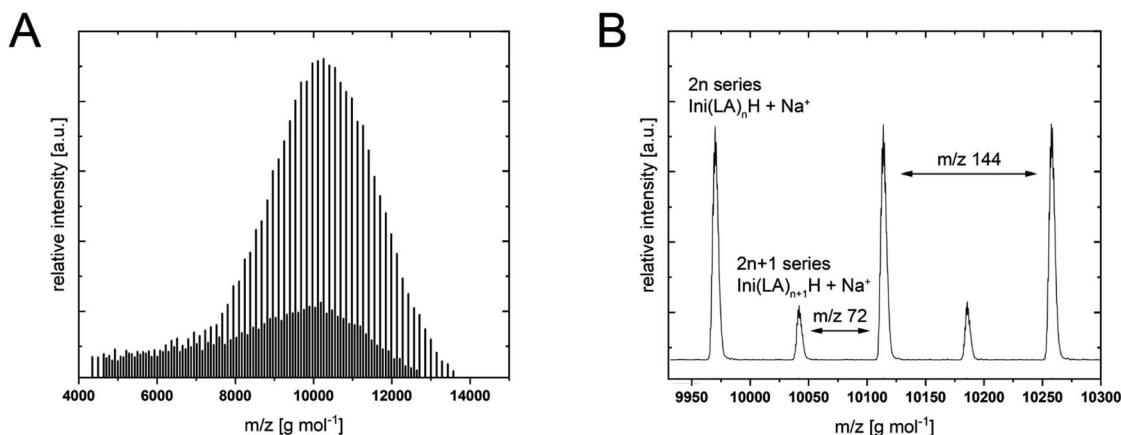 A
relative intensity [a.u.]
4000 6000 8000 10000 12000 14000
m/z [g mol⁻¹]
B
relative intensity [a.u.]
2n series
Ini(LA)ₙH + Na⁺
m/z 144
2n+1 series
Ini(LA)ₙ₊₁H + Na⁺
m/z 72
9950 10000 10050 10100 10150 10200 10250 10300
m/z [g mol⁻¹]